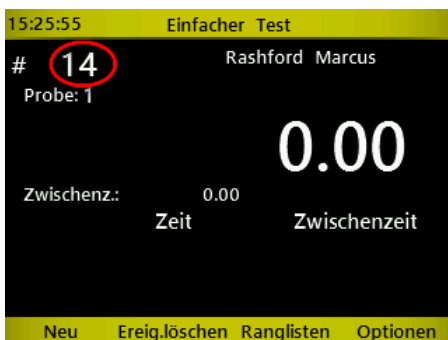 15:25:55 Einfacher Test
# 14 Rashford Marcus
Probe: 1
0.00
Zwischenz.: 0.00
Zeit Zwischenzeit
Neu Ereig.löschen Ranglisten Optionen